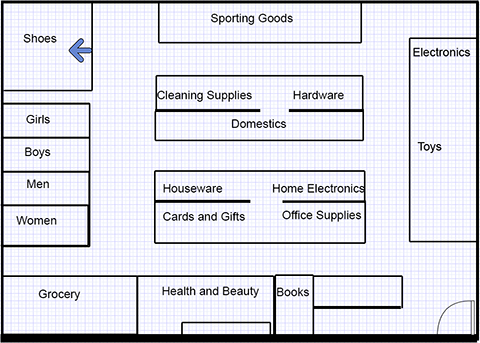 Sporting Goods
Shoes
Electronics
Cleaning Supplies
Hardware
Girls
Domestics
Boys
Toys
Men
Houseware
Home Electronics
Women
Cards and Gifts
Office Supplies
Grocery
Health and Beauty
Books